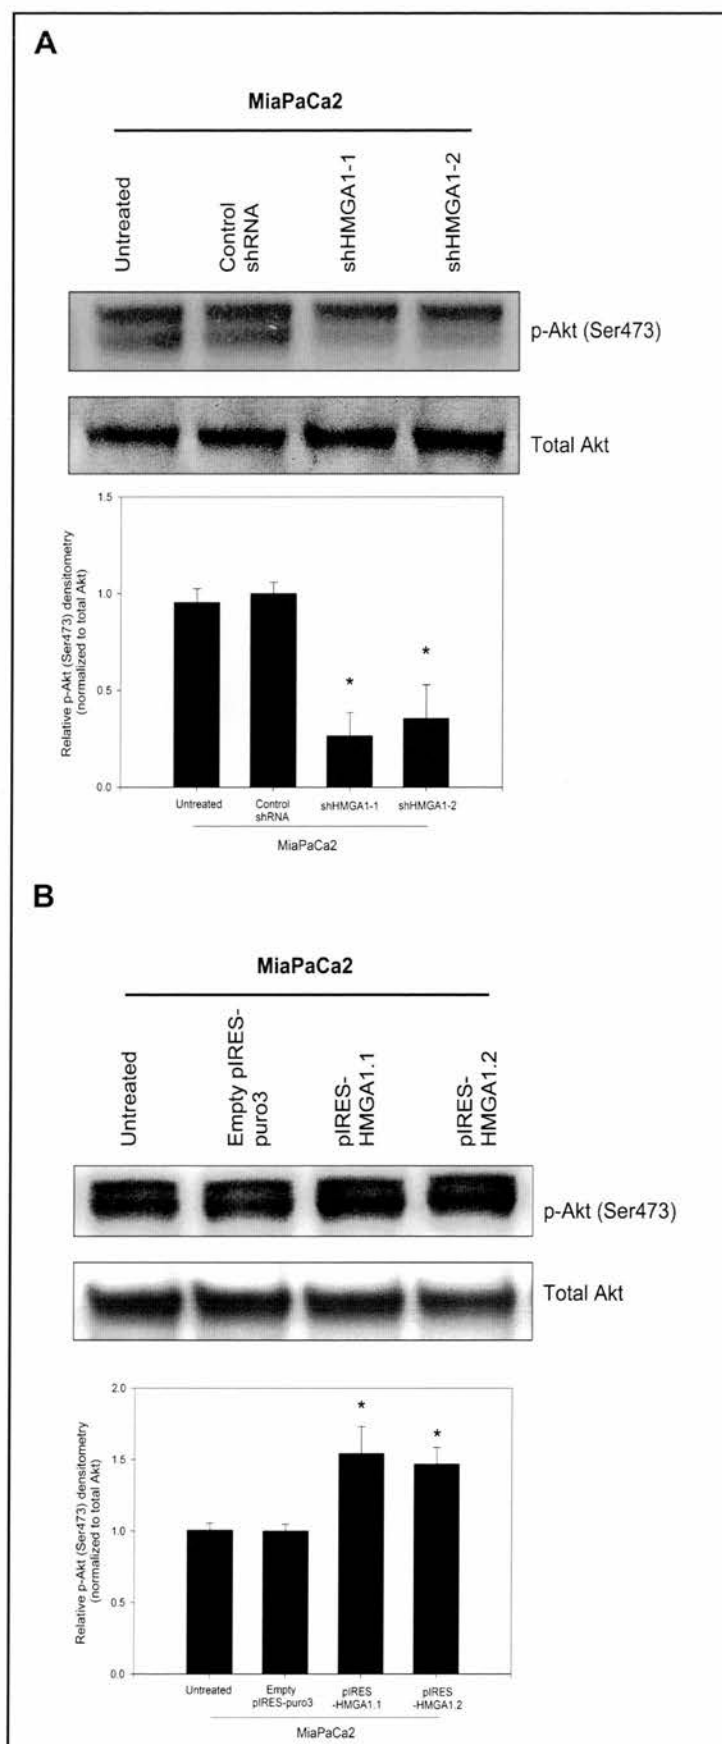 A
MiaPaCa2
Untreated
Control
shRNA
shHMGA1-1
shHMGA1-2
p-Akt (Ser473)
Total Akt
Relative p-Akt (Ser473) densitometry
(normalized to total Akt)
1.5
1.0
0.5
0.0
*
*
Untreated
Control
shRNA
shHMGA1-1
shHMGA1-2
MiaPaCa2
B
MiaPaCa2
Untreated
Empty pIRES-
puro3
pIRES-
HMGA1.1
pIRES-
HMGA1.2
p-Akt (Ser473)
Total Akt
Relative p-Akt (Ser473) densitometry
(normalized to total Akt)
2.0
1.5
1.0
0.5
0.0
*
*
Untreated
Empty
pIRES-puro3
pIRES
-HMGA1.1
pIRES
-HMGA1.2
MiaPaCa2